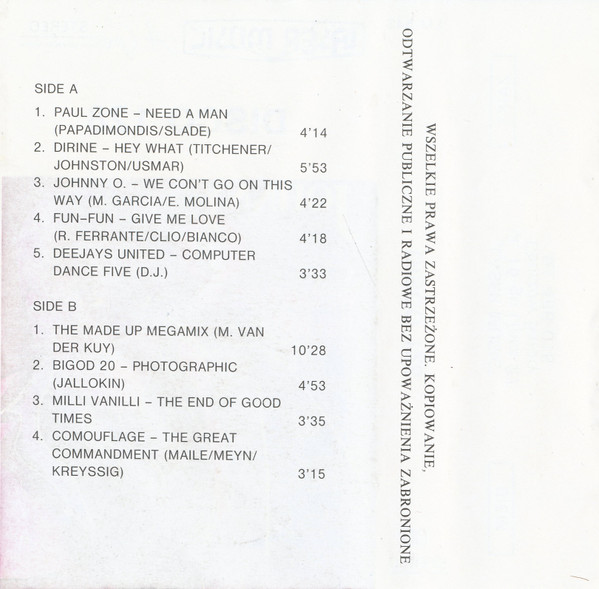 SIDE A
1. PAUL ZONE – NEED A MAN
(PAPADIMONDIS/SLADE) 4'14
2. DIRINE – HEY WHAT (TITCHENER/
JOHNSTON/USMAR) 5'53
3. JOHNNY O. – WE CON'T GO ON THIS
WAY (M. GARCIA/E. MOLINA) 4'22
4. FUN–FUN – GIVE ME LOVE
(R. FERRANTE/CLIO/BIANCO) 4'18
5. DEEJAYS UNITED – COMPUTER
DANCE FIVE (D.J.) 3'33
SIDE B
1. THE MADE UP MEGAMIX (M. VAN
DER KUY) 10'28
2. BIGOD 20 – PHOTOGRAPHIC
(JALLOKIN) 4'53
3. MILLI VANILLI – THE END OF GOOD
TIMES 3'35
4. COMOUFLAGE – THE GREAT
COMMANDMENT (MAILE/MEYN/
KREYSSIG) 3'15
WSZELKIE PRAWA ZASTRZEŻONE. KOPIOWANIE,
ODTWARZANIE PUBLICZNE I RADIOWE BEZ UPOWAŻNIENIA ZABRONIONE